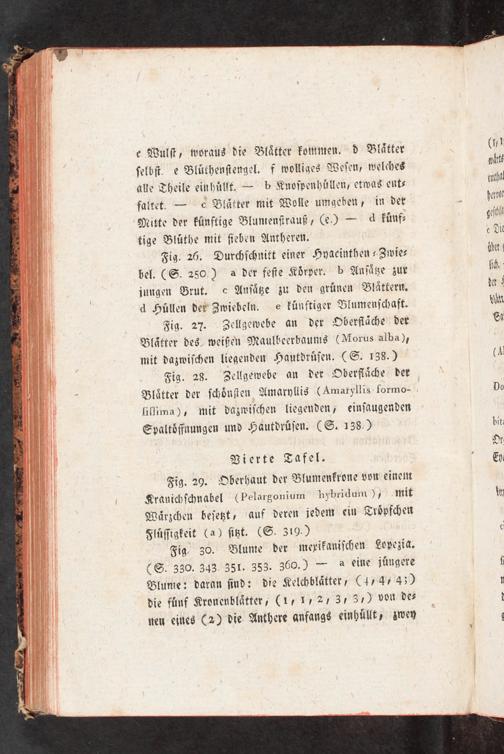 c Wulst, woraus die Blätter kommen. d Blätter
selbst. e Blüthenstengel. f wolliges Wesen, welches
alle Theile einhüllt. — b Knospenhüllen, etwas ent-
faltet. — c Blätter mit Wolle umgeben, in der
Mitte der künftige Blumenstrauß, (e.) — d künf-
tige Blüthe mit sieben Antheren.
Fig. 26. Durchschnitt einer Hyacinthen-Zwie-
bel. (S. 250.) a der feste Körper. b Ansätze zur
jungen Brut. c Ansätze zu den grünen Blättern.
d Hüllen der Zwiebeln. e künftiger Blumenschaft.
Fig. 27. Zellgewebe an der Oberfläche der
Blätter des weißen Maulbeerbaums (Morus alba),
mit dazwischen liegenden Hautdrüsen. (S. 138.)
Fig. 28. Zellgewebe an der Oberfläche der
Blätter der schönsten Amaryllis (Amaryllis formo-
sissima), mit dazwischen liegenden, einsaugenden
Spaltöffnungen und Hautdrüsen. (S. 138.)
Vierte Tafel.
Fig. 29. Oberhaut der Blumenkrone von einem
Kranichschnabel (Pelargonium hybridum), mit
Wärzchen besetzt, auf deren jedem ein Tröpfchen
Flüssigkeit (a) sitzt. (S. 319.)
Fig. 30. Blume der mexikanischen Lopezia.
(S. 330. 343. 351. 353. 360.) — a eine jüngere
Blume: daran sind: die Kelchblätter, (4, 4, 4;)
die fünf Kronenblätter, (1, 1, 2, 3, 3,) von de-
nen eines (2) die Anthere anfangs einhüllt, zwey